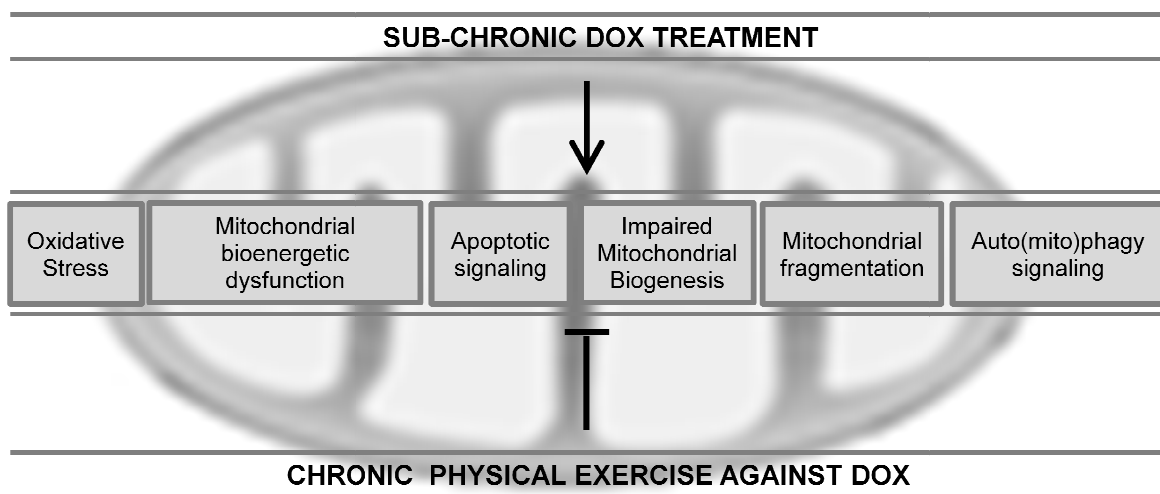 SUB-CHRONIC DOX TREATMENT
Oxidative
Stress
Mitochondrial
bioenergetic
dysfunction
Apoptotic
signaling
Impaired
Mitochondrial
Biogenesis
Mitochondrial
fragmentation
Auto(mito)phagy
signaling
CHRONIC PHYSICAL EXERCISE AGAINST DOX